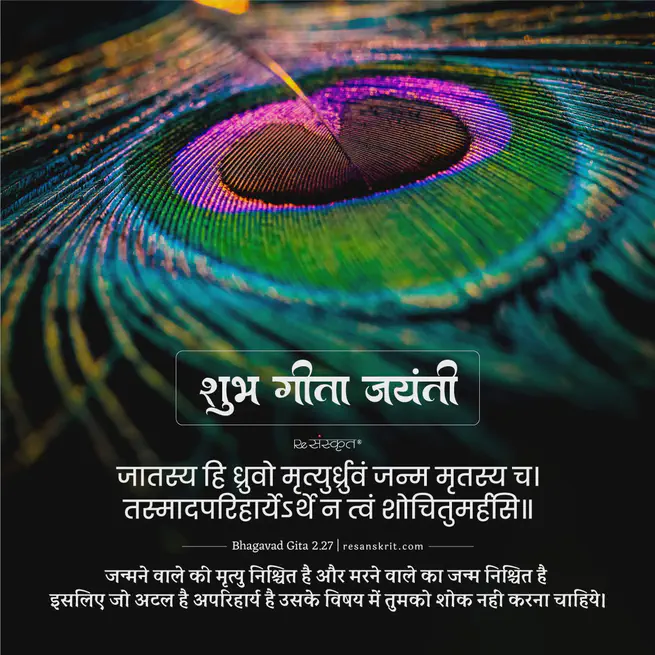 शुभ गीता जयंती
Reसंस्कृत®
जातस्य हि ध्रुवो मृत्युर्ध्रुवं जन्म मृतस्य च।
तस्मादपरिहार्येऽर्थे न त्वं शोचितुमर्हसि॥
Bhagavad Gita 2.27 | resanskrit.com
जन्मने वाले की मृत्यु निश्चित है और मरने वाले का जन्म निश्चित है
इसलिए जो अटल है अपरिहार्य है उसके विषय में तुमको शोक नही करना चाहिये।